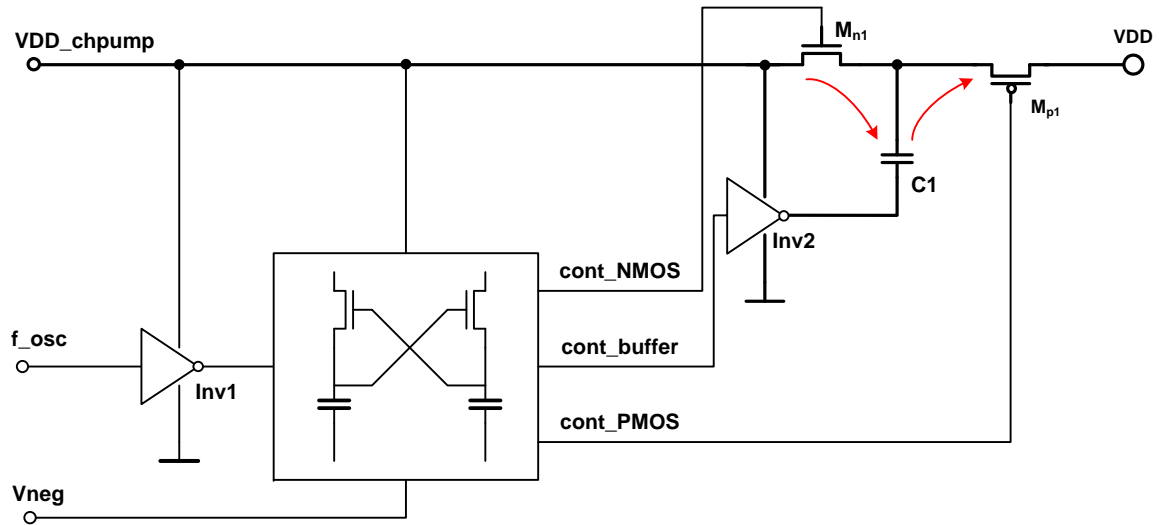 VDD_chpump
Mn1
VDD
Mp1
C1
Inv2
cont_NMOS
f_osc
cont_buffer
Inv1
cont_PMOS
Vneg